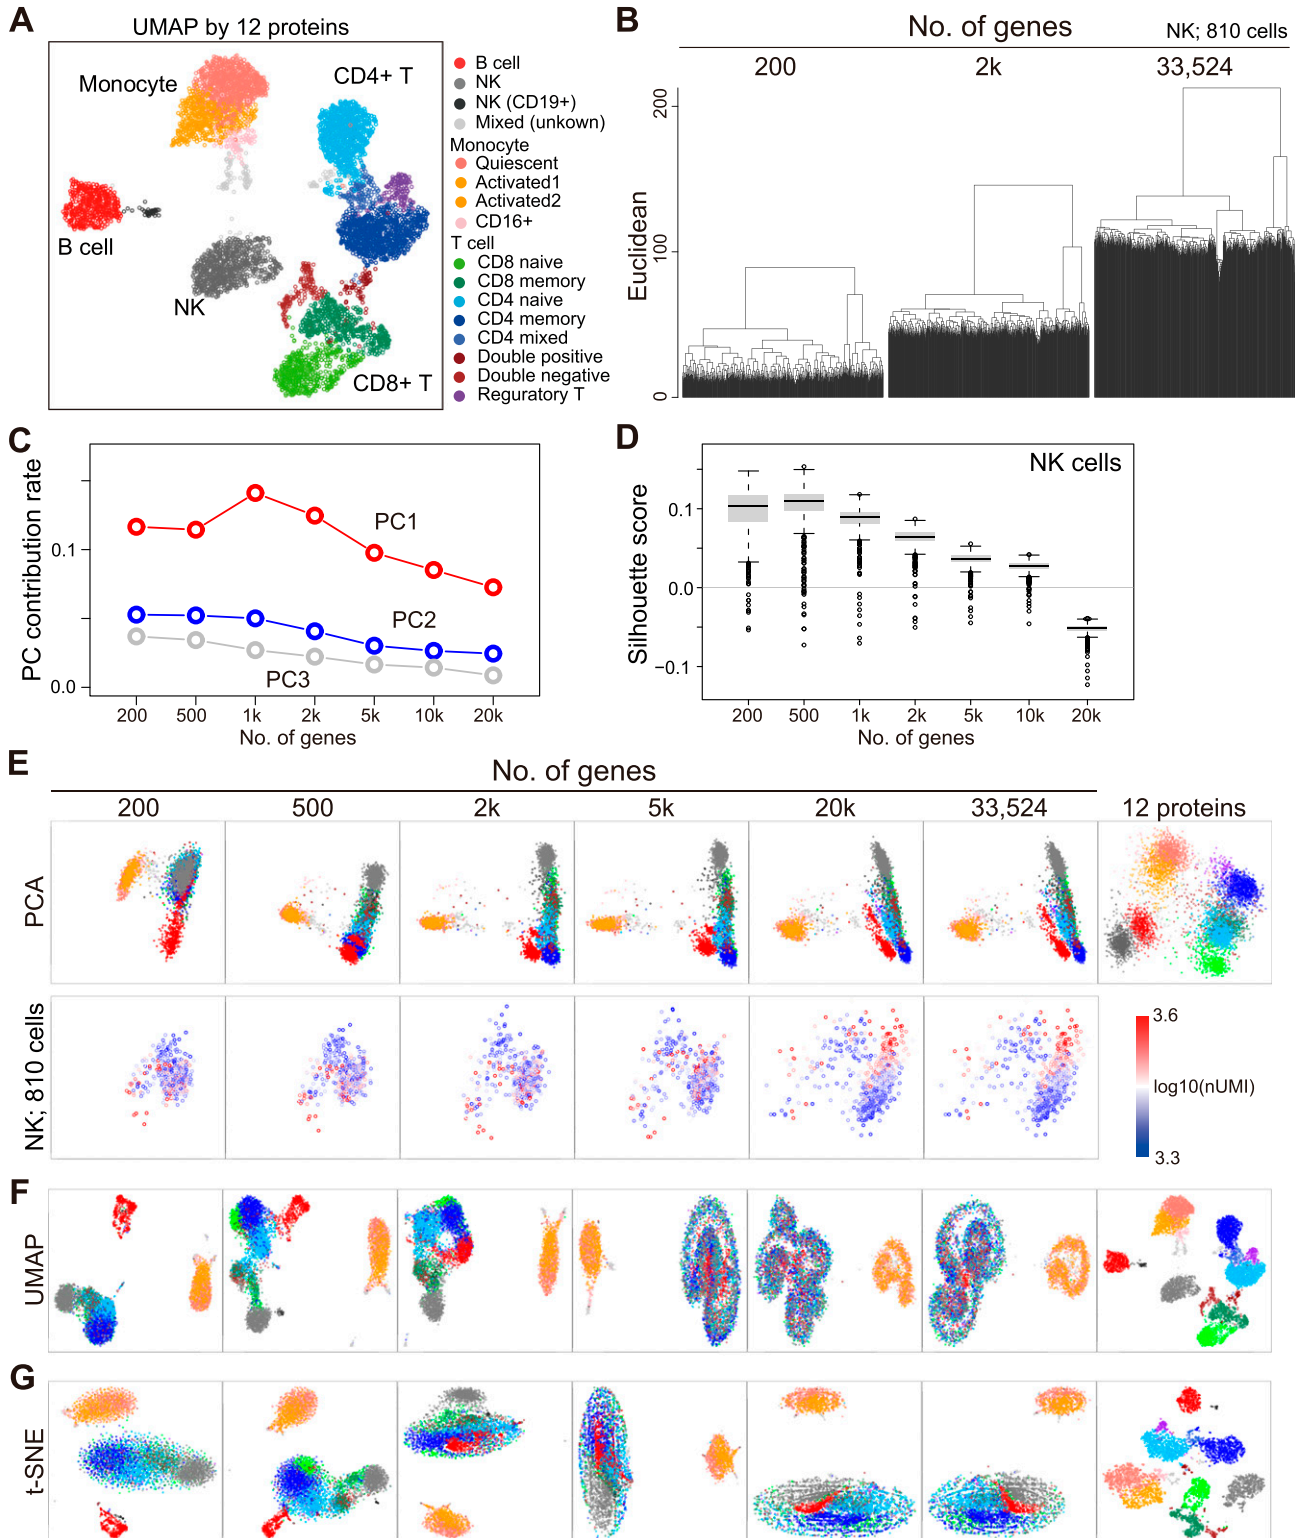 A
UMAP by 12 proteins
Monocyte
CD4+ T
B cell
NK
CD8+ T
B cell
NK
NK (CD19+)
Mixed (unkown)
Monocyte
Quiescent
Activated1
Activated2
CD16+
T cell
CD8 naive
CD8 memory
CD4 naive
CD4 memory
CD4 mixed
Double positive
Double negative
Reguratory T
B
No. of genes
NK; 810 cells
200 2k 33,524
Euclidean
200
100
0
C
PC contribution rate
0.1
0.0
PC1
PC2
PC3
200 500 1k 2k 5k 10k 20k
No. of genes
D
NK cells
Silhouette score
0.1
0.0
−0.1
200 500 1k 2k 5k 10k 20k
No. of genes
E
No. of genes
200 500 2k 5k 20k 33,524 12 proteins
PCA
NK; 810 cells
3.6
log10(nUMI)
3.3
F
UMAP
G
t-SNE